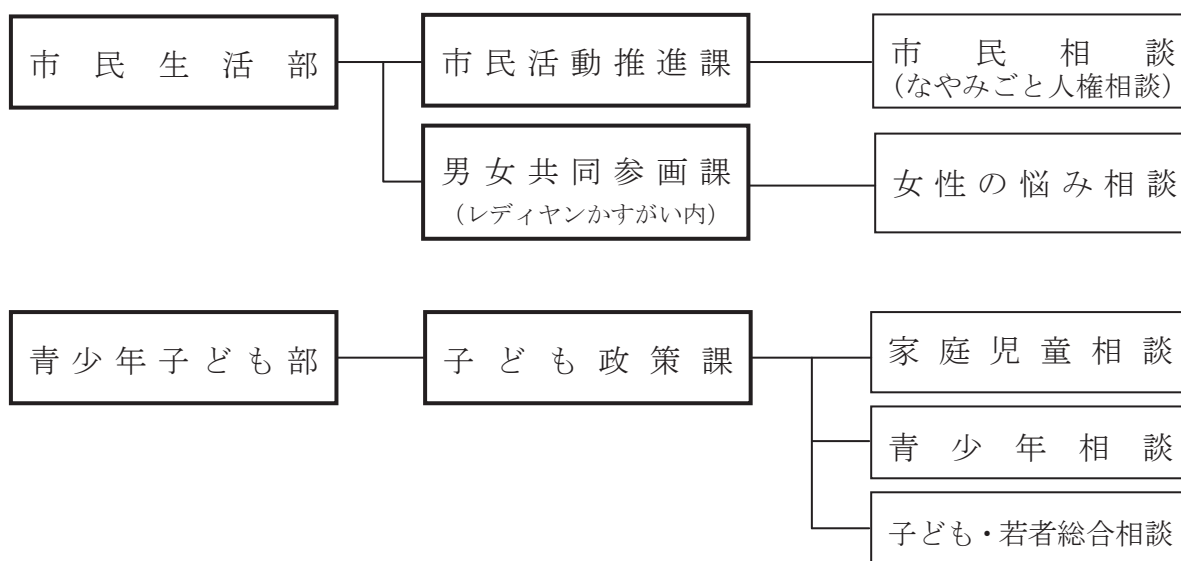 市民生活部
市民活動推進課
市民相談
(なやみごと人権相談)
男女共同参画課
(レディヤンかすがい内)
女性の悩み相談
青少年子ども部
子ども政策課
家庭児童相談
青少年相談
子ども・若者総合相談